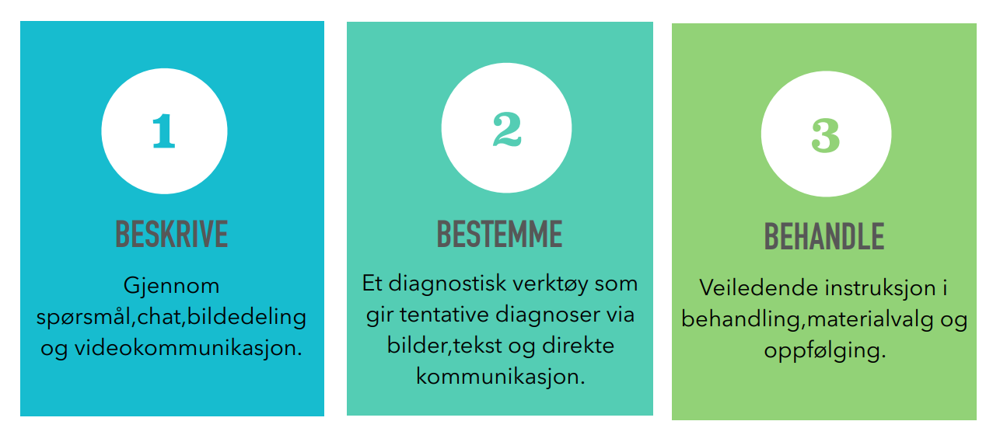 1
BESKRIVE
Gjennom
spørsmål,chat,bildedeling
og videokommunikasjon.
2
BESTEMME
Et diagnostisk verktøy som
gir tentative diagnoser via
bilder,tekst og direkte
kommunikasjon.
3
BEHANDLE
Veiledende instruksjon i
behandling,materialvalg og
oppfølging.